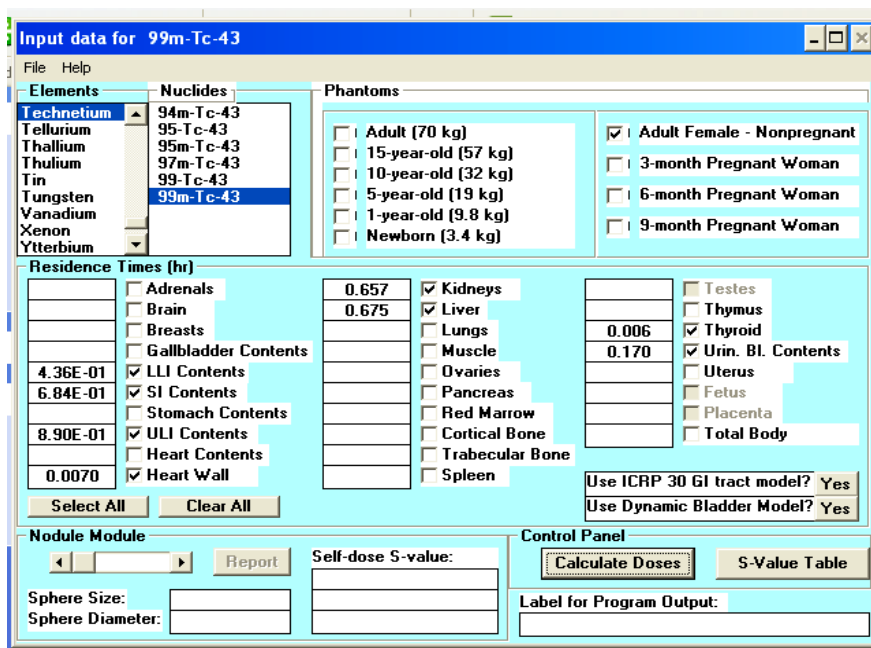 Input data for 99m-Tc-43
File Help
Elements
Nuclides
Phantoms
Technetium
Tellurium
Thallium
Thulium
Tin
Tungsten
Vanadium
Xenon
Ytterbium
94m-Tc-43
95-Tc-43
95m-Tc-43
97m-Tc-43
99-Tc-43
99m-Tc-43
Adult (70 kg)
15-year-old (57 kg)
10-year-old (32 kg)
5-year-old (19 kg)
1-year-old (9.8 kg)
Newborn (3.4 kg)
Adult Female - Nonpregnant
3-month Pregnant Woman
6-month Pregnant Woman
9-month Pregnant Woman
Residence Times (hr)
Adrenals
Brain
Breasts
Gallbladder Contents
4.36E-01 LLI Contents
6.84E-01 SI Contents
Stomach Contents
8.90E-01 ULI Contents
Heart Contents
0.0070 Heart Wall
0.657 Kidneys
0.675 Liver
Lungs
Muscle
Ovaries
Pancreas
Red Marrow
Cortical Bone
Trabecular Bone
Spleen
Testes
Thymus
0.006 Thyroid
0.170 Urin. Bl. Contents
Uterus
Fetus
Placenta
Total Body
Use ICRP 30 GI tract model? Yes
Use Dynamic Bladder Model? Yes
Select All
Clear All
Nodule Module
Report
Sphere Size:
Sphere Diameter:
Self-dose S-value:
Control Panel
Calculate Doses
S-Value Table
Label for Program Output: